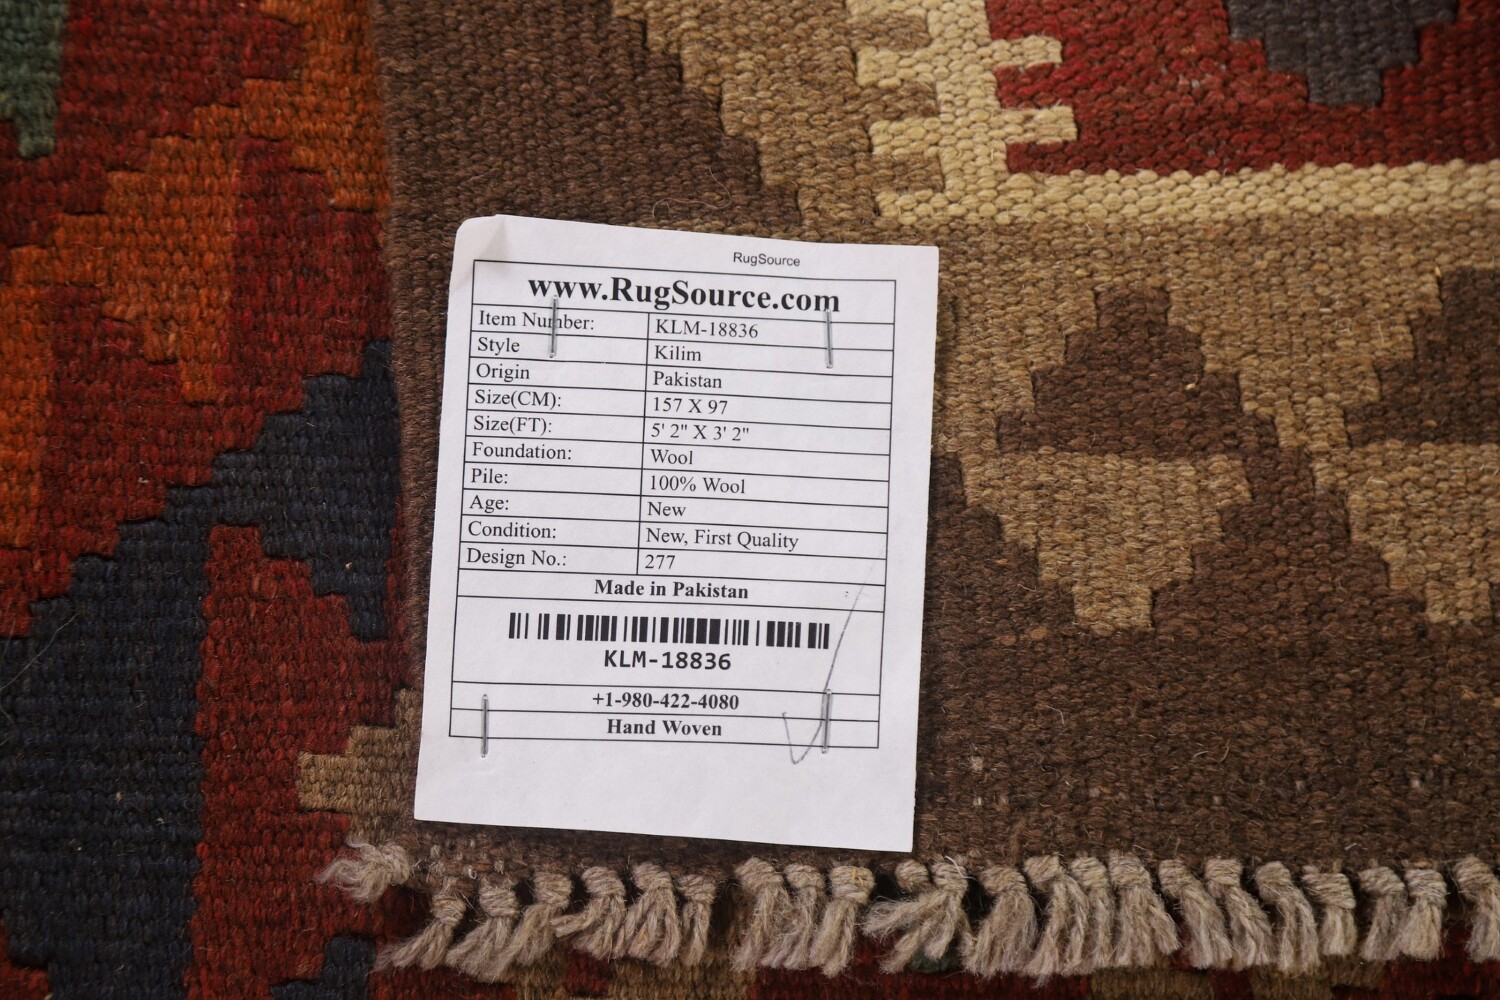 RugSource
www.RugSource.com
Item Number: KLM-18836
Style Kilim
Origin Pakistan
Size(CM): 157 X 97
Size(FT): 5' 2" X 3' 2"
Foundation: Wool
Pile: 100% Wool
Age: New
Condition: New, First Quality
Design No.: 277
Made in Pakistan
KLM-18836
+1-980-422-4080
Hand Woven